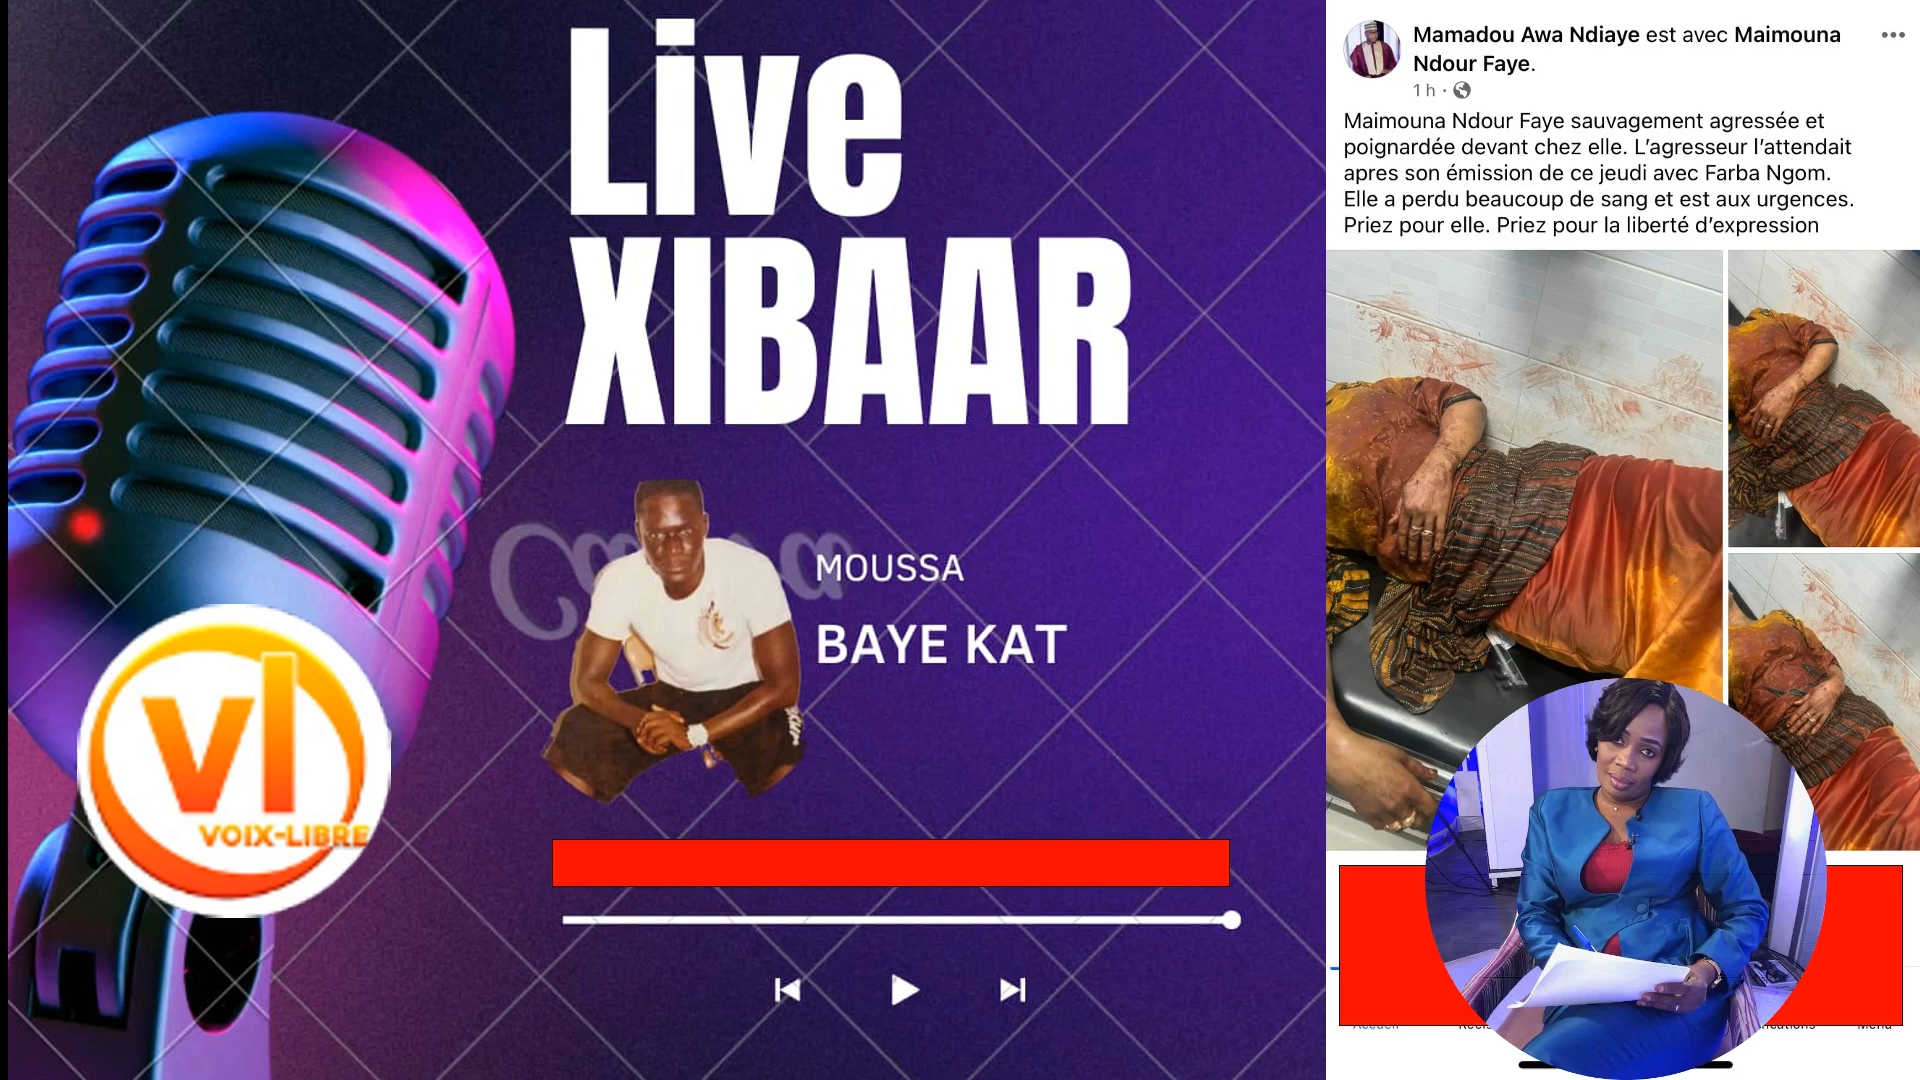 Live
XIBAAR
MOUSSA
BAYE KAT
vl
VOIX-LIBRE
Mamadou Awa Ndiaye est avec Maimouna
Ndour Faye.
1 h ·
Maimouna Ndour Faye sauvagement agressée et
poignardée devant chez elle. L’agresseur l’attendait
apres son émission de ce jeudi avec Farba Ngom.
Elle a perdu beaucoup de sang et est aux urgences.
Priez pour elle. Priez pour la liberté d’expression